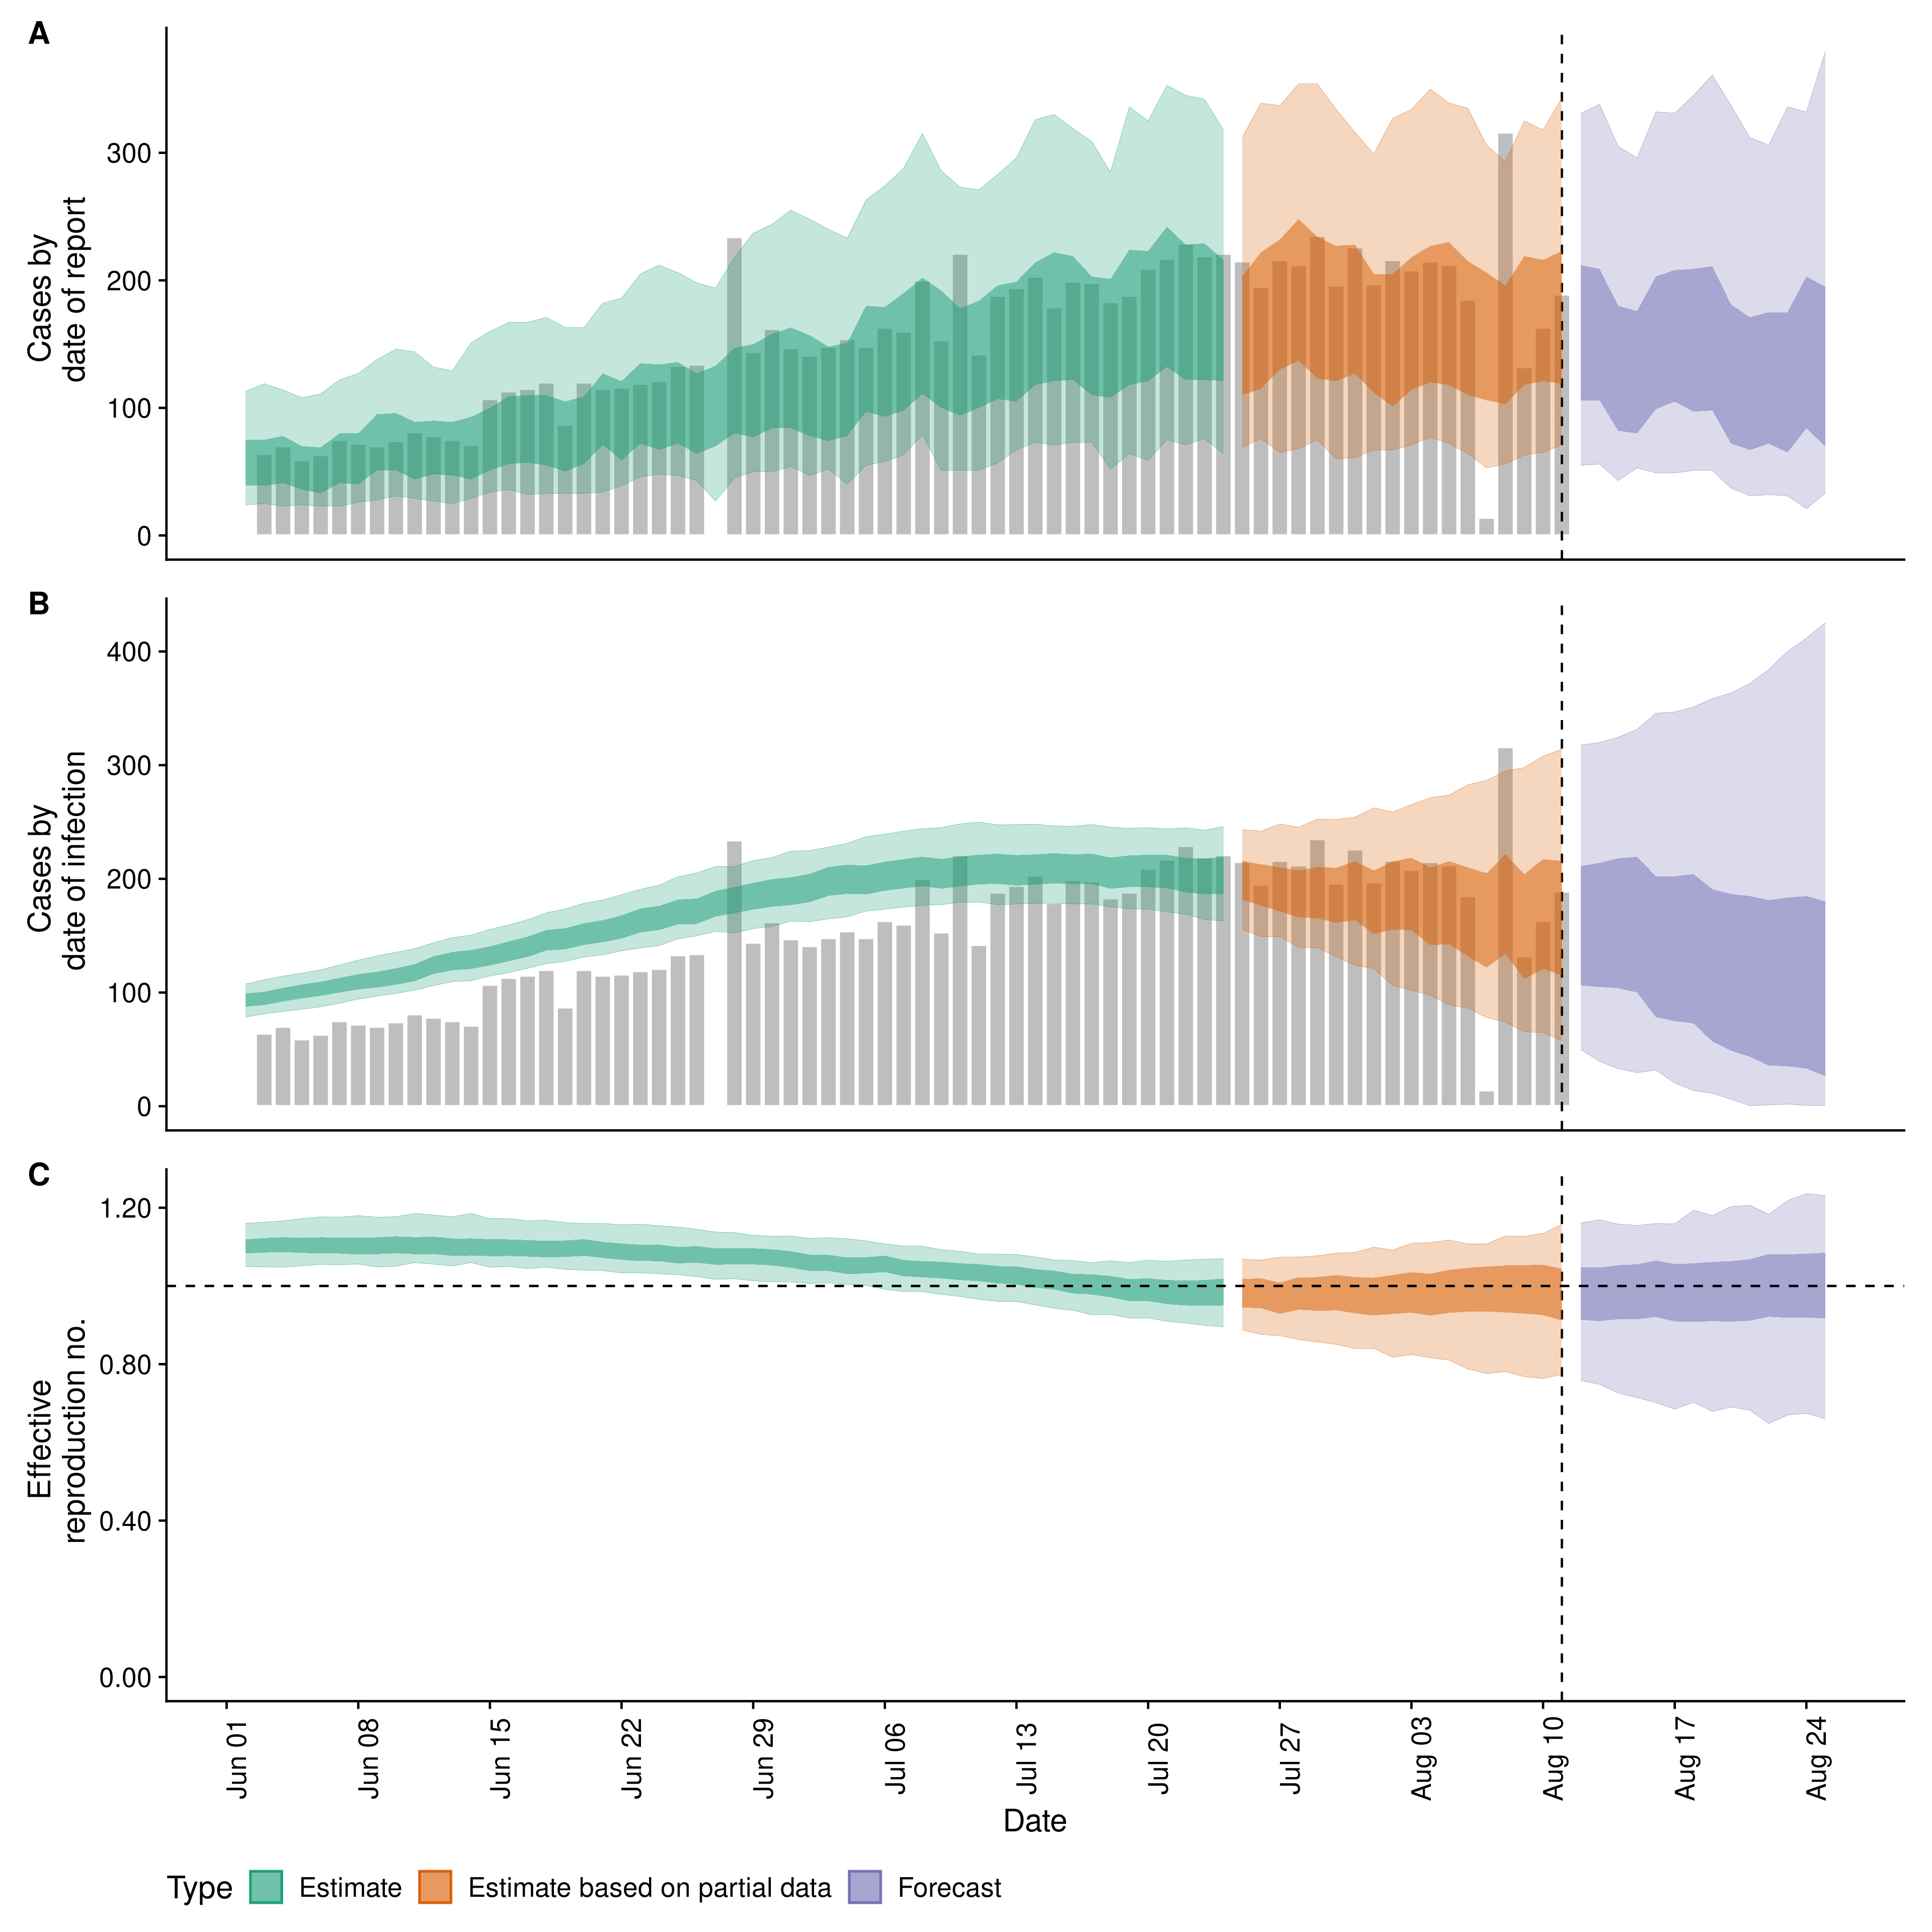 A
Cases by
date of report
300
200
100
0
B
Cases by
date of infection
400
300
200
100
0
C
Effective
reproduction no.
1.20
0.80
0.40
0.00
Jun 01
Jun 08
Jun 15
Jun 22
Jun 29
Jul 06
Jul 13
Jul 20
Jul 27
Aug 03
Aug 10
Aug 17
Aug 24
Date
Type Estimate Estimate based on partial data Forecast